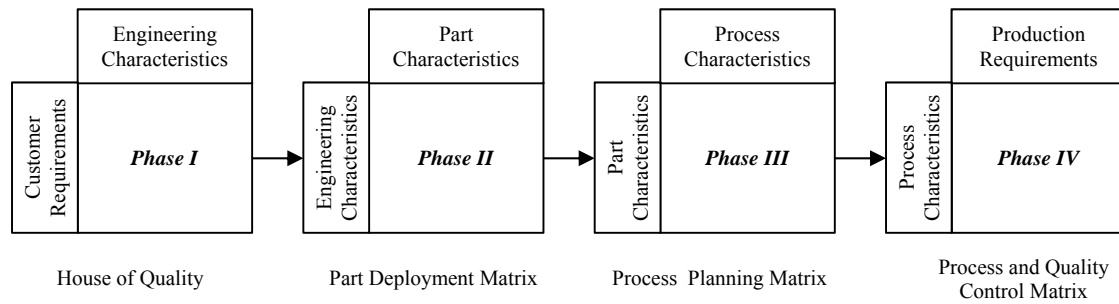 Engineering
Characteristics
Part
Characteristics
Process
Characteristics
Production
Requirements
Customer
Requirements
Phase I
Engineering
Characteristics
Phase II
Part
Characteristics
Phase III
Process
Characteristics
Phase IV
House of Quality
Part Deployment Matrix
Process Planning Matrix
Process and Quality
Control Matrix